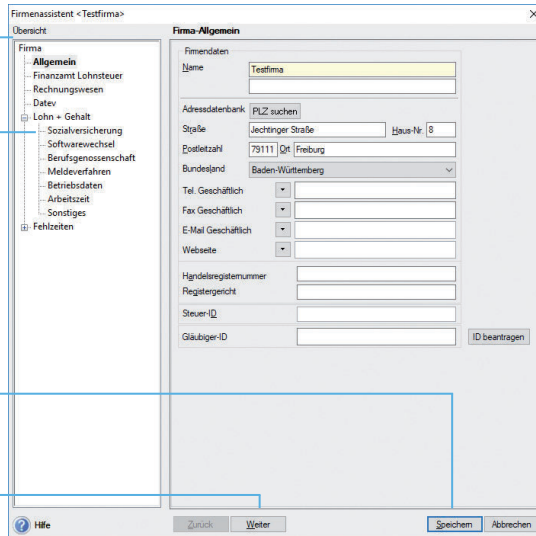 Firmenassistent <Testfirma>
Übersicht
Firma
Allgemein
Finanzamt Lohnsteuer
Rechnungswesen
Datev
Lohn + Gehalt
Sozialversicherung
Softwarewechsel
Berufsgenossenschaft
Meldeverfahren
Betriebsdaten
Arbeitszeit
Sonstiges
Fehlzeiten
Firma-Allgemein
Firmendaten
Name Testfirma
Adressdatenbank PLZ suchen
Straße Jechtinger Straße Haus-Nr. 8
Postleitzahl 79111 Ort Freiburg
Bundesland Baden-Württemberg
Tel. Geschäftlich
Fax Geschäftlich
E-Mail Geschäftlich
Webseite
Handelsregisternummer
Registergericht
Steuer-ID
Gläubiger-ID ID beantragen
Hilfe Zurück Weiter Speichern Abbrechen